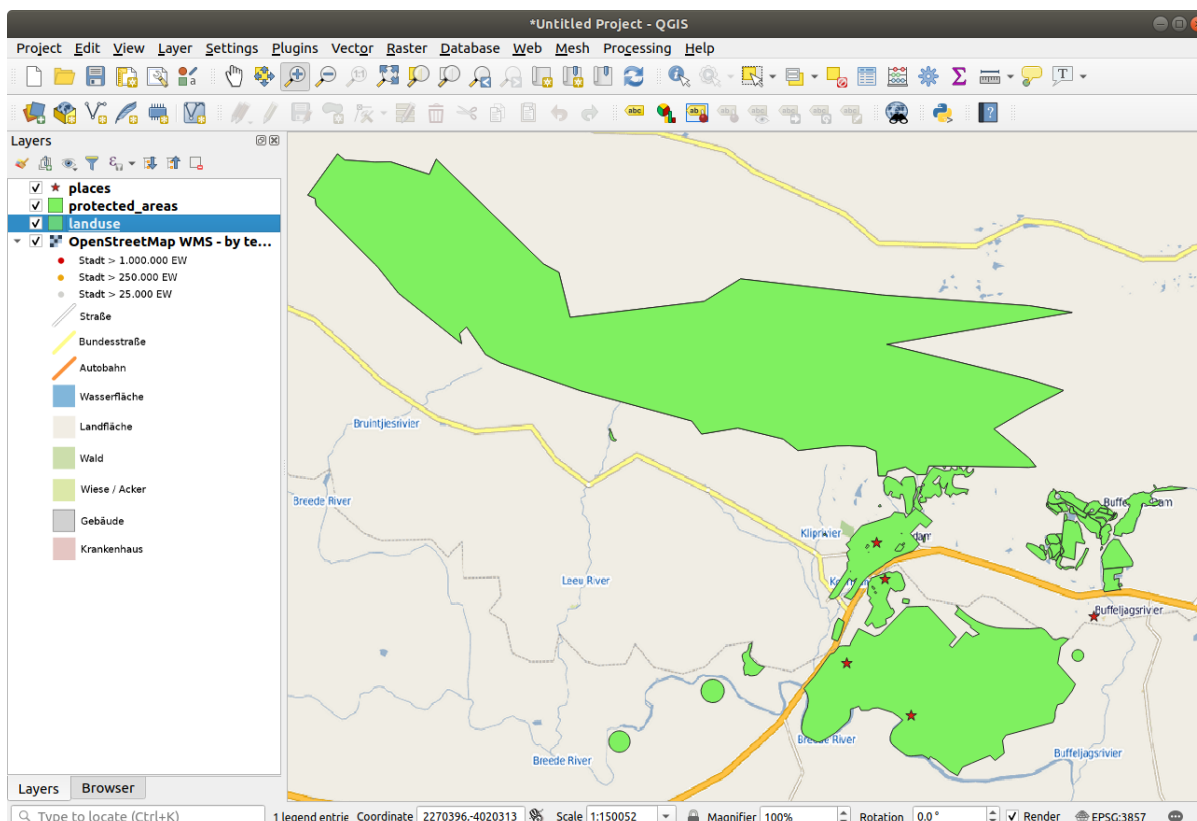 *Untitled Project - QGIS
Project Edit View Layer Settings Plugins Vector Raster Database Web Mesh Processing Help
Layers
places
protected_areas
landuse
OpenStreetMap WMS - by te...
Stadt > 1.000.000 EW
Stadt > 250.000 EW
Stadt > 25.000 EW
Straße
Bundesstraße
Autobahn
Wasserfläche
Landfläche
Wald
Wiese / Acker
Gebäude
Krankenhaus
Bruintjiesrivier
Breede River
Kliprivier
Leeu River
Buffeljagsrivier
Breede River
Breede River
Buffeljagsrivier
Layers Browser
Type to locate (Ctrl+K) 1 legend entrie Coordinate 2270396,-4020313 Scale 1:150052 Magnifier 100% Rotation 0.0 ° Render EPSG:3857